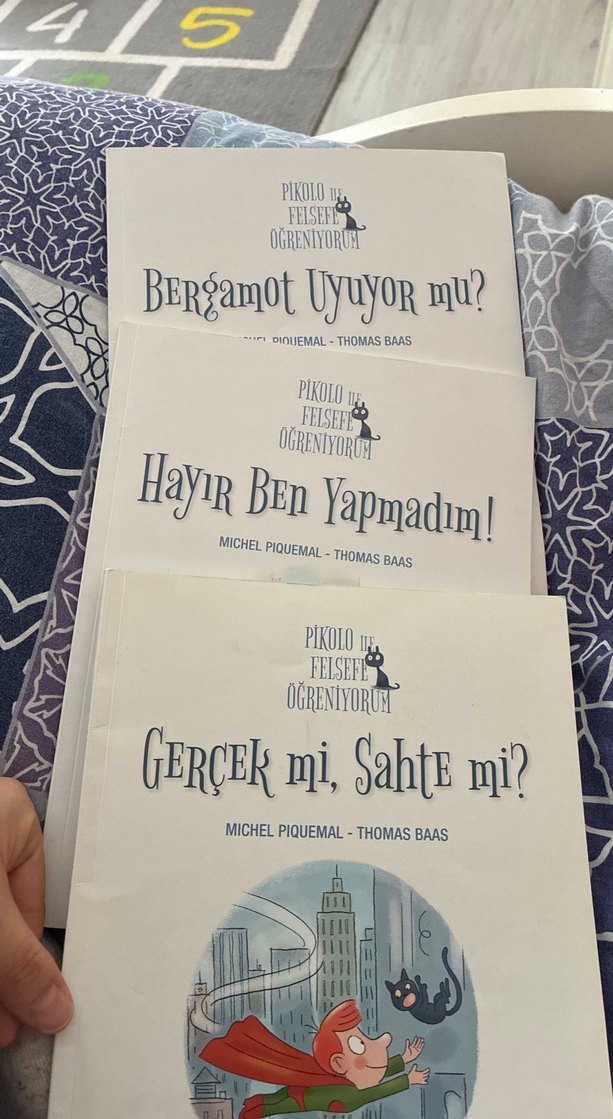 4
5
PİKOLO İLE
FELSEFE
ÖĞRENİYORUM
Bergamot Uyuyor mu?
PIQUEMAL - THOMAS BAAS
PİKOLO İLE
FELSEFE
ÖĞRENİYORUM
Hayır Ben Yapmadım!
MICHEL PIQUEMAL - THOMAS BAAS
PİKOLO İLE
FELSEFE
ÖĞRENİYORUM
Gerçek mi, Sahte mi?
MICHEL PIQUEMAL - THOMAS BAAS